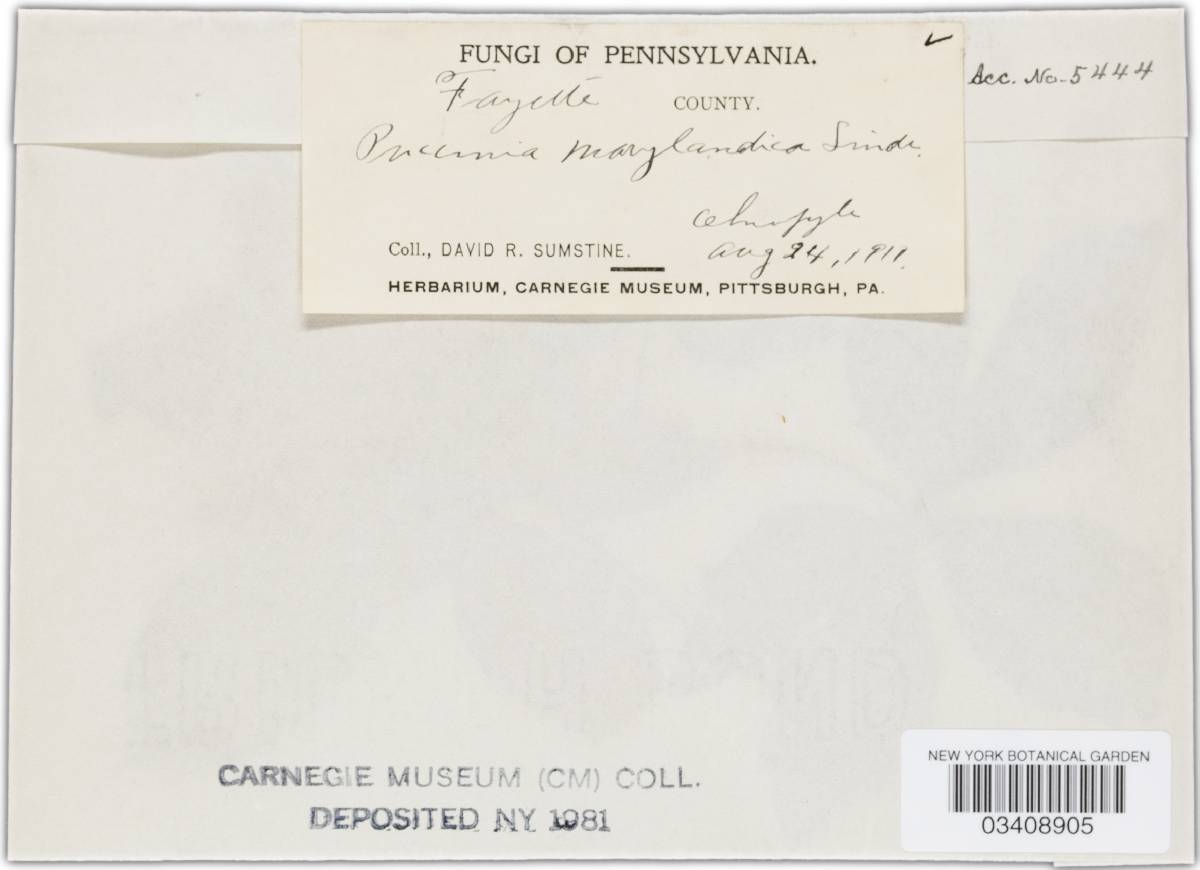 FUNGI OF PENNSYLVANIA.
Fayette COUNTY.
Acc. No. 5444
Puccinia marylandica Lindr.
Ohiopyle
Coll., DAVID R. SUMSTINE. Aug 24, 1911.
HERBARIUM, CARNEGIE MUSEUM, PITTSBURGH, PA.
CARNEGIE MUSEUM (CM) COLL.
DEPOSITED NY 1981
NEW YORK BOTANICAL GARDEN
03408905